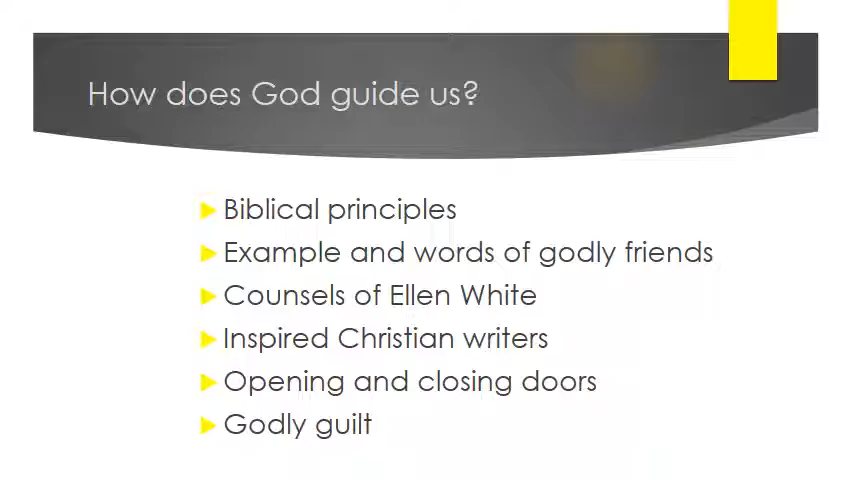 How does God guide us?
Biblical principles
Example and words of godly friends
Counsels of Ellen White
Inspired Christian writers
Opening and closing doors
Godly guilt